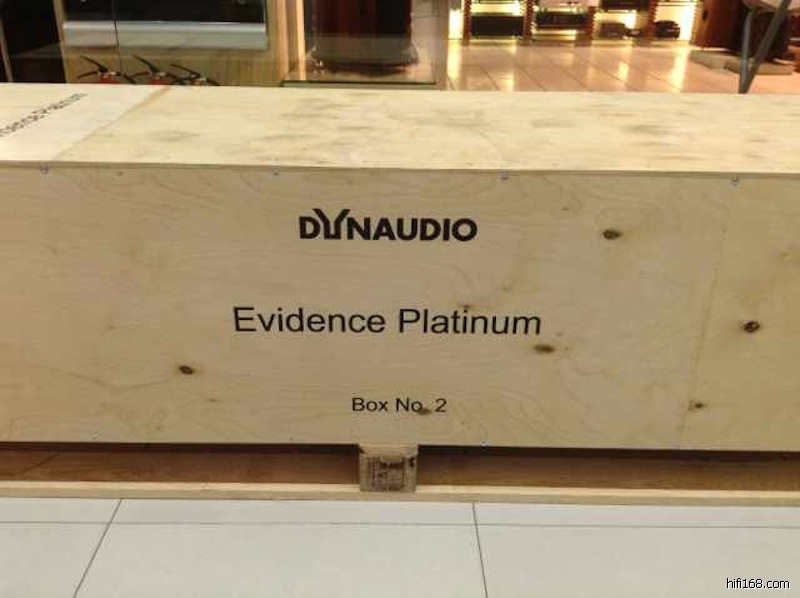 DYNAUDIO
Evidence Platinum
Box No. 2
hifi168.com